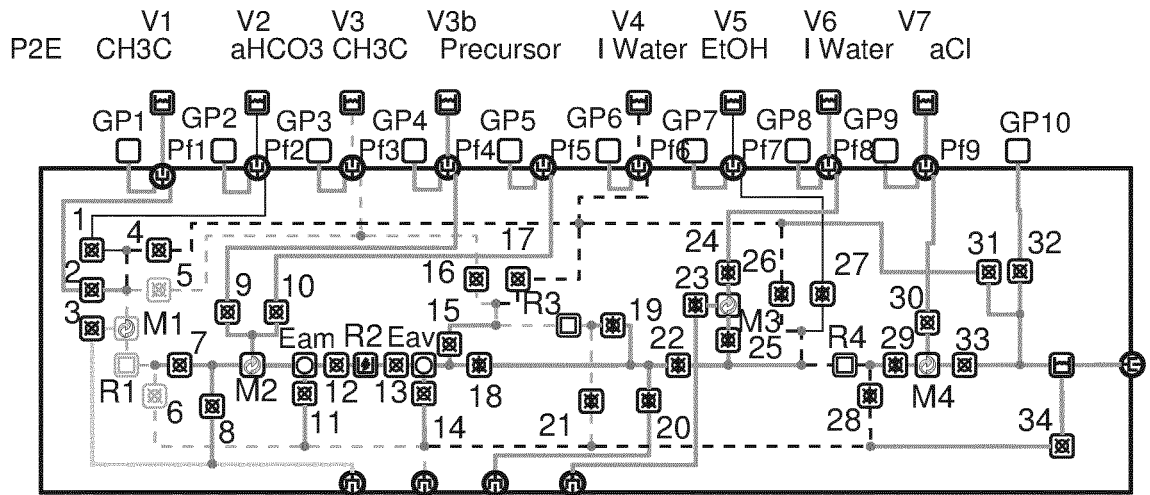 V1 V2 V3 V3b V4 V5 V6 V7
P2E CH3C aHCO3 CH3C Precursor l Water EtOH l Water aCl
GP1 GP2 GP3 GP4 GP5 GP6 GP7 GP8 GP9 GP10
Pf1 Pf2 Pf3 Pf4 Pf5 Pf6 Pf7 Pf8 Pf9
1 4 17 24 31 32
2 5 9 10 16 23 26 27
3 M1 15 R3 19 M3 30
7 Eam R2 Eav 22 25 R4 29 33
R1 M2 12 13 18 M4
6 8 11 14 21 20 28 34